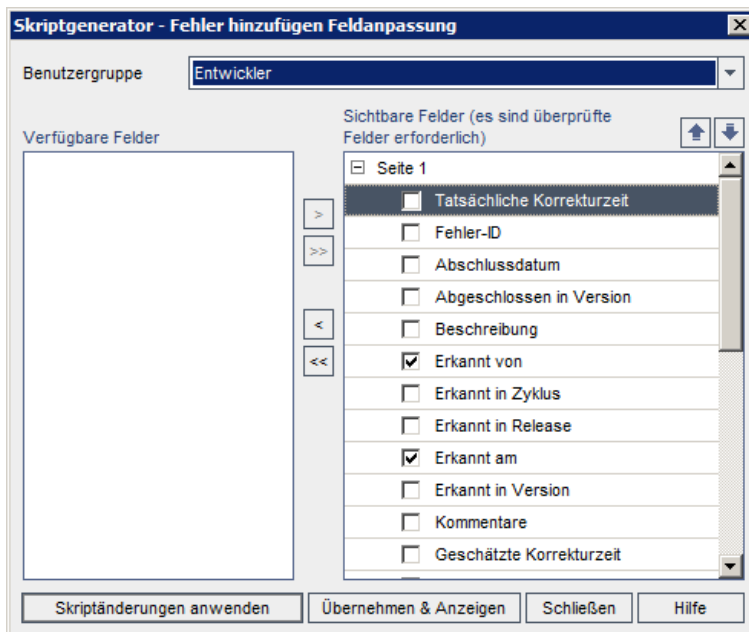 Skriptgenerator - Fehler hinzufügen Feldanpassung
Benutzergruppe
Entwickler
Verfügbare Felder
Sichtbare Felder (es sind überprüfte
Felder erforderlich)
>
>>
<
<<
Seite 1
Tatsächliche Korrekturzeit
Fehler-ID
Abschlussdatum
Abgeschlossen in Version
Beschreibung
Erkannt von
Erkannt in Zyklus
Erkannt in Release
Erkannt am
Erkannt in Version
Kommentare
Geschätzte Korrekturzeit
Skriptänderungen anwenden
Übernehmen & Anzeigen
Schließen
Hilfe